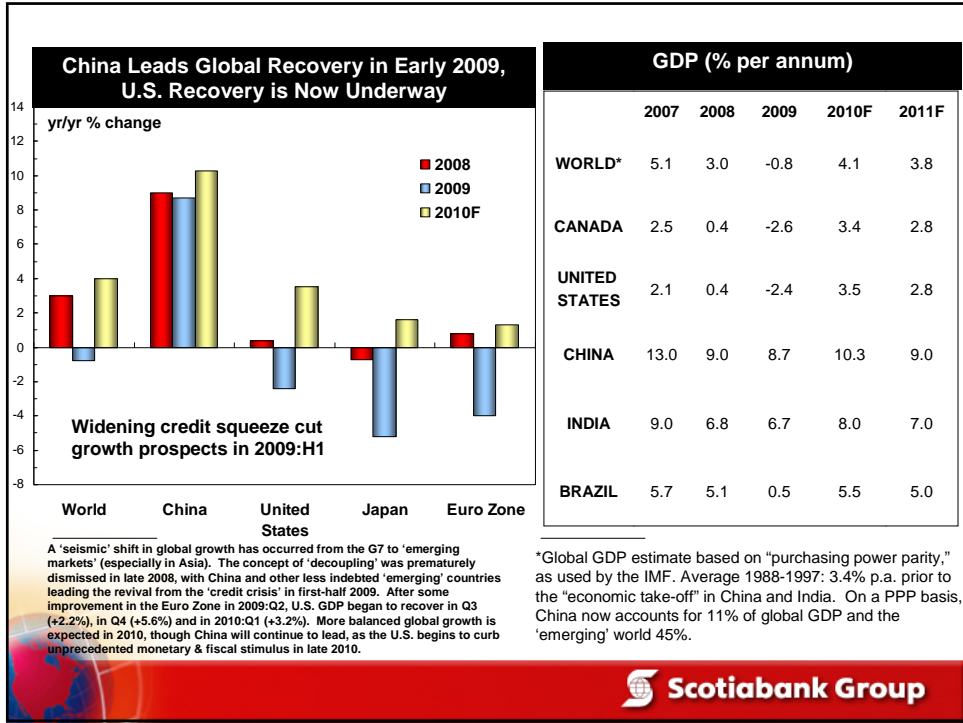 China Leads Global Recovery in Early 2009,
U.S. Recovery is Now Underway
14
12
10
8
6
4
2
0
-2
-4
-6
-8
yr/yr % change
2008
2009
2010F
Widening credit squeeze cut
growth prospects in 2009:H1
World China United States Japan Euro Zone
A ‘seismic’ shift in global growth has occurred from the G7 to ‘emerging
markets’ (especially in Asia). The concept of ‘decoupling’ was prematurely
dismissed in late 2008, with China and other less indebted ‘emerging’ countries
leading the revival from the ‘credit crisis’ in first-half 2009. After some
improvement in the Euro Zone in 2009:Q2, U.S. GDP began to recover in Q3
(+2.2%), in Q4 (+5.6%) and in 2010:Q1 (+3.2%). More balanced global growth is
expected in 2010, though China will continue to lead, as the U.S. begins to curb
unprecedented monetary & fiscal stimulus in late 2010.
GDP (% per annum)
2007 2008 2009 2010F 2011F
WORLD* 5.1 3.0 -0.8 4.1 3.8
CANADA 2.5 0.4 -2.6 3.4 2.8
UNITED STATES 2.1 0.4 -2.4 3.5 2.8
CHINA 13.0 9.0 8.7 10.3 9.0
INDIA 9.0 6.8 6.7 8.0 7.0
BRAZIL 5.7 5.1 0.5 5.5 5.0
*Global GDP estimate based on “purchasing power parity,”
as used by the IMF. Average 1988-1997: 3.4% p.a. prior to
the “economic take-off” in China and India. On a PPP basis,
China now accounts for 11% of global GDP and the
‘emerging’ world 45%.
Scotiabank Group